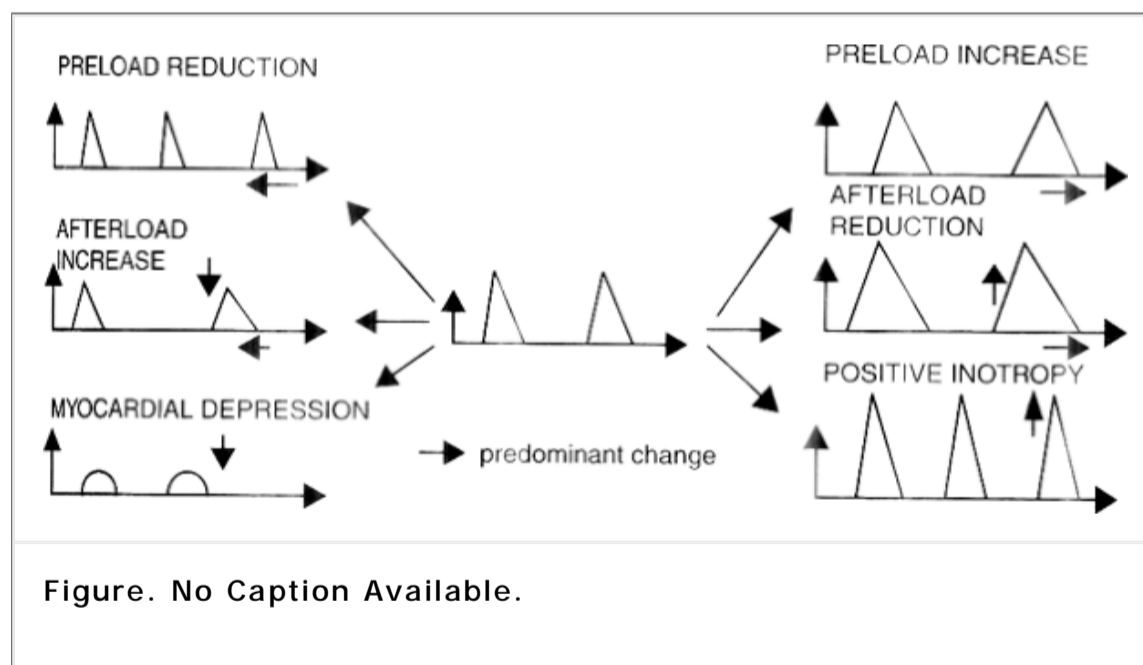 PRELOAD REDUCTION
AFTERLOAD
INCREASE
MYOCARDIAL DEPRESSION
PRELOAD INCREASE
AFTERLOAD
REDUCTION
POSITIVE INOTROPY
predominant change
Figure. No Caption Available.